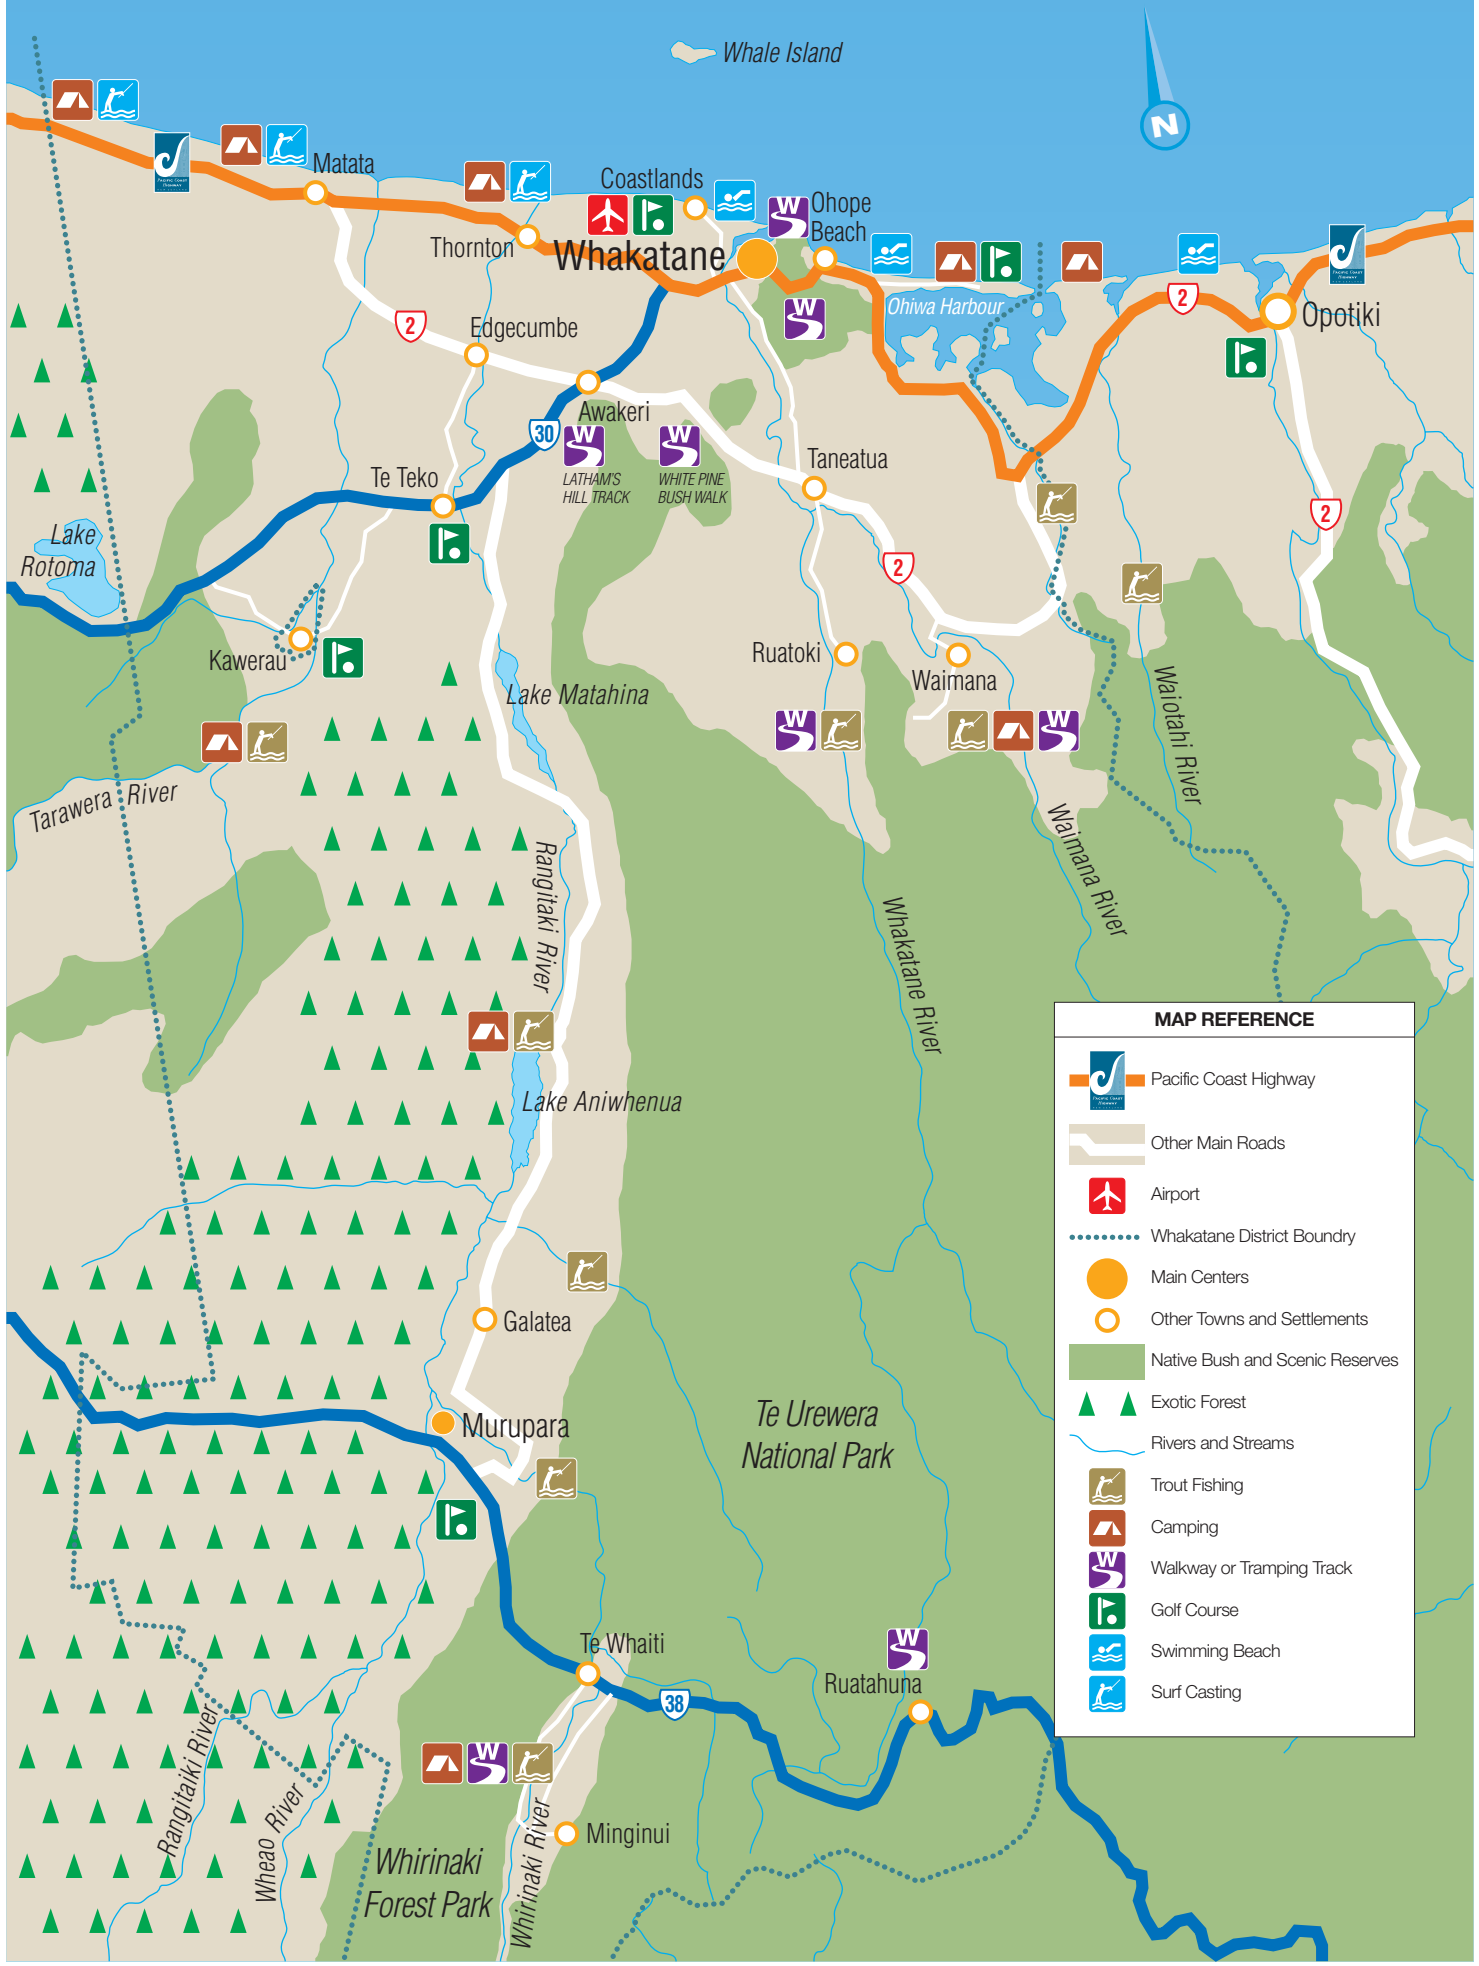 Whale Island
N
Matata
Coastlands
Ohope
Beach
Thornton
Whakatane
W
W
Ohiwa Harbour
2
Opotiki
2
Edgecumbe
Awakeri
30
W
W
LATHAM'S
HILL TRACK
WHITE PINE
BUSH WALK
Te Teko
Taneatua
2
2
Lake
Rotoma
Kawerau
Ruatoki
Waimana
Lake Matahina
W
W
Waiotahi River
Tarawera River
Waimana River
Rangitaki River
Whakatane River
Lake Aniwhenua
MAP REFERENCE
PACIFIC COAST
HIGHWAY
Pacific Coast Highway
Other Main Roads
Airport
Whakatane District Boundry
Main Centers
Other Towns and Settlements
Native Bush and Scenic Reserves
Exotic Forest
Rivers and Streams
Trout Fishing
Camping
W
Walkway or Tramping Track
Golf Course
Swimming Beach
Surf Casting
Galatea
Murupara
Te Urewera
National Park
Te Whaiti
38
W
Ruatahuna
Rangitaiki River
Wheao River
W
Whirinaki River
Minginui
Whirinaki
Forest Park